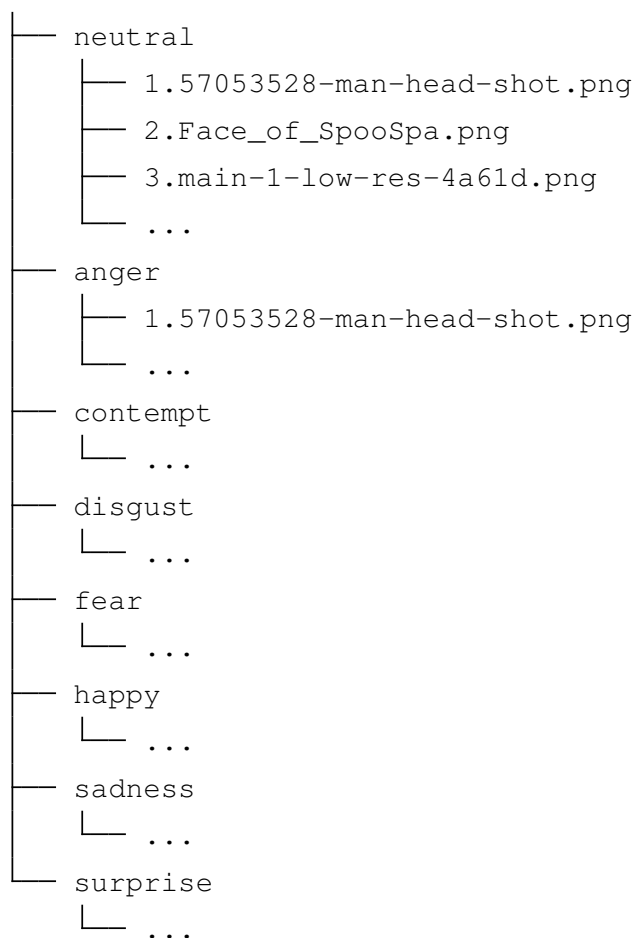 ├── neutral
│   ├── 1.57053528-man-head-shot.png
│   ├── 2.Face_of_SpooSpa.png
│   ├── 3.main-1-low-res-4a61d.png
│   └── ...
├── anger
│   ├── 1.57053528-man-head-shot.png
│   └── ...
├── contempt
│   └── ...
├── disgust
│   └── ...
├── fear
│   └── ...
├── happy
│   └── ...
├── sadness
│   └── ...
└── surprise
    └── ...